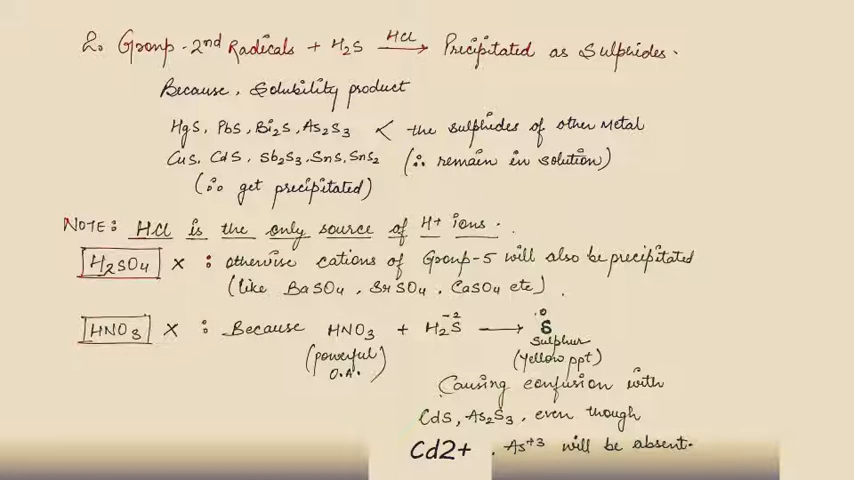 2. Group-2nd Radicals + H2S HCl → Precipitated as Sulphides.
Because, Solubility product
HgS, PbS, Bi2S, As2S3 < the sulphides of other Metal
CuS, CdS, Sb2S3, SnS, SnS2 (∴ remain in solution)
(∴ get precipitated)
NOTE: HCl is the only source of H+ ions.
H2SO4 × : otherwise cations of Group-5 will also be precipitated
(like BaSO4, SrSO4, CaSO4 etc).
HNO3 × : Because HNO3 + H2S -2 → S 0
(powerful O.A.) Sulphur
(Yellow ppt)
Causing confusion with
CdS, As2S3, even though
Cd2+, As+3 will be absent.